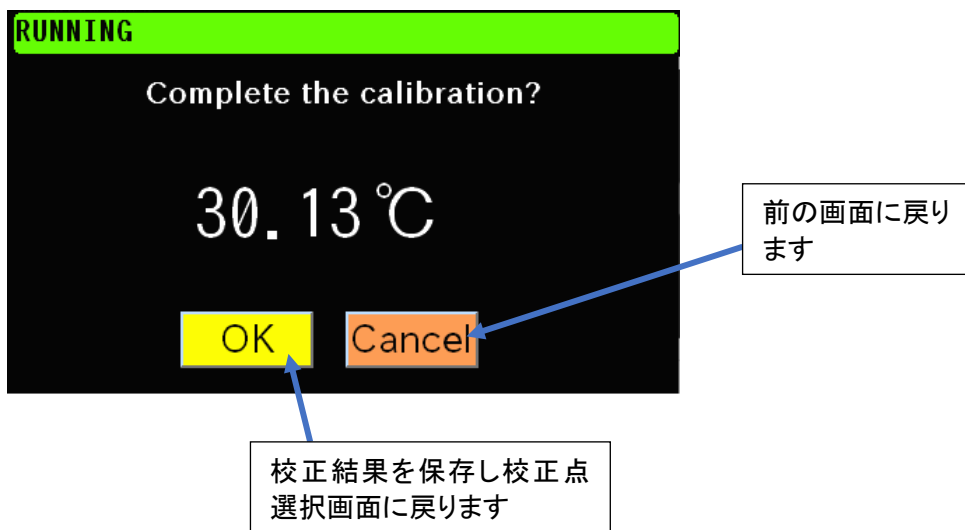 RUNNING
Complete the calibration?
30.13℃
前の画面に戻り
ます
OK
Cancel
校正結果を保存し校正点
選択画面に戻ります